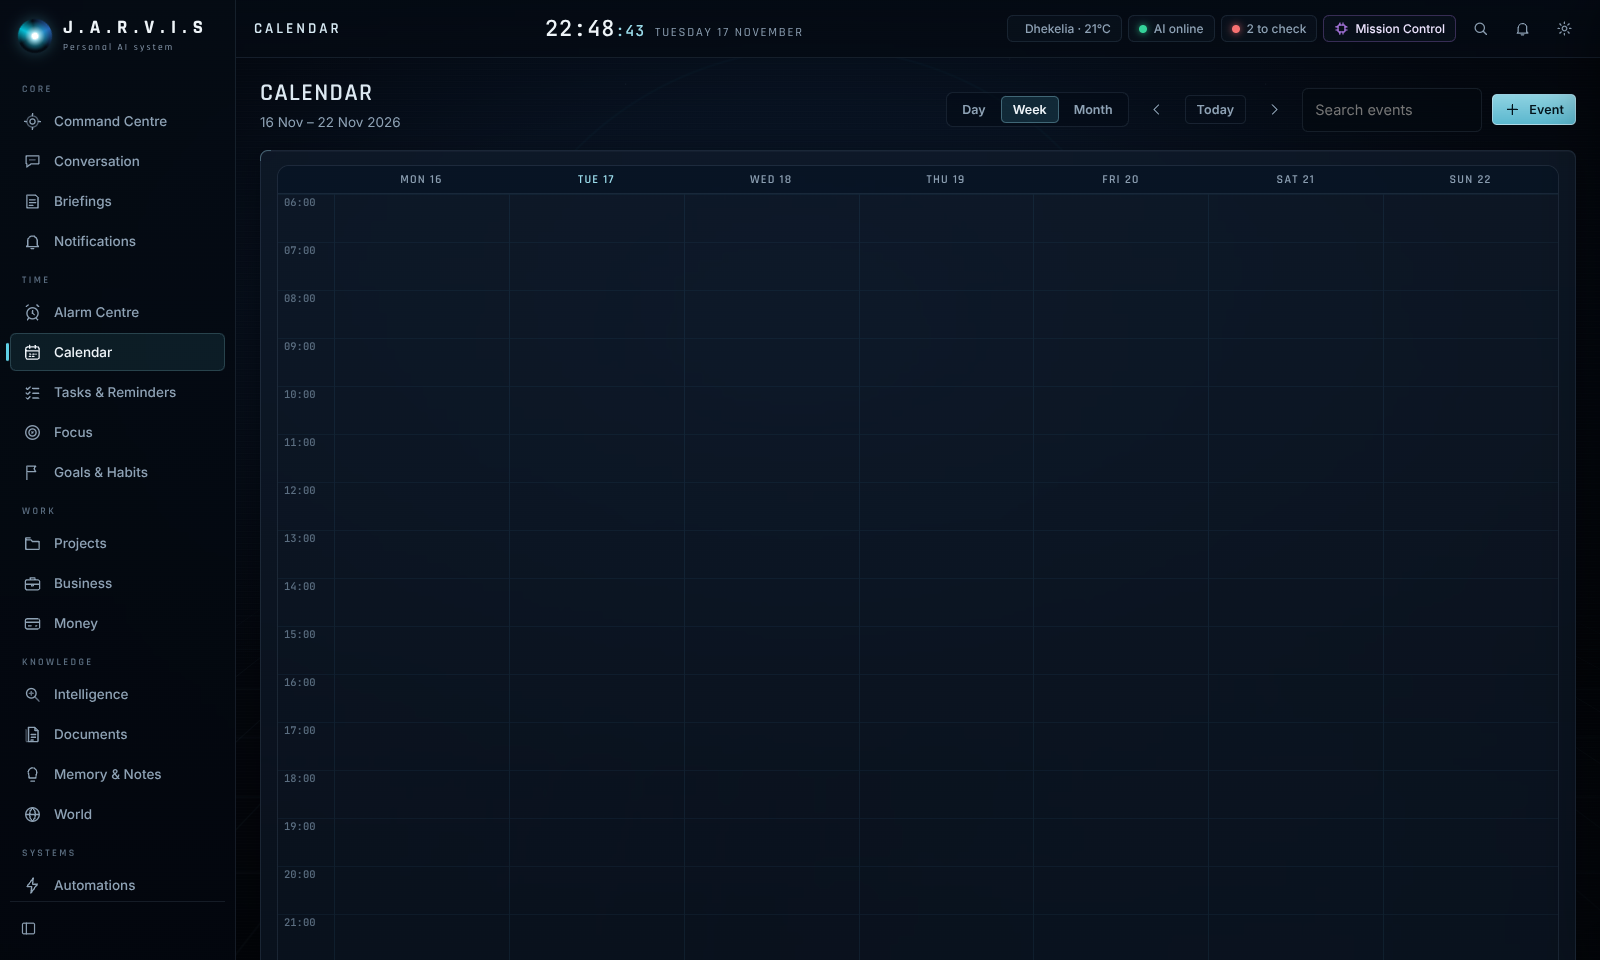 J.A.R.V.I.S
Personal AI system
CORE
Command Centre
Conversation
Briefings
Notifications
TIME
Alarm Centre
Calendar
Tasks & Reminders
Focus
Goals & Habits
WORK
Projects
Business
Money
KNOWLEDGE
Intelligence
Documents
Memory & Notes
World
SYSTEMS
Automations
CALENDAR
22:48:43 TUESDAY 17 NOVEMBER
Dhekelia · 21°C
AI online
2 to check
Mission Control
CALENDAR
16 Nov – 22 Nov 2026
Day Week Month
Today
Search events
+ Event
MON 16 TUE 17 WED 18 THU 19 FRI 20 SAT 21 SUN 22
06:00
07:00
08:00
09:00
10:00
11:00
12:00
13:00
14:00
15:00
16:00
17:00
18:00
19:00
20:00
21:00